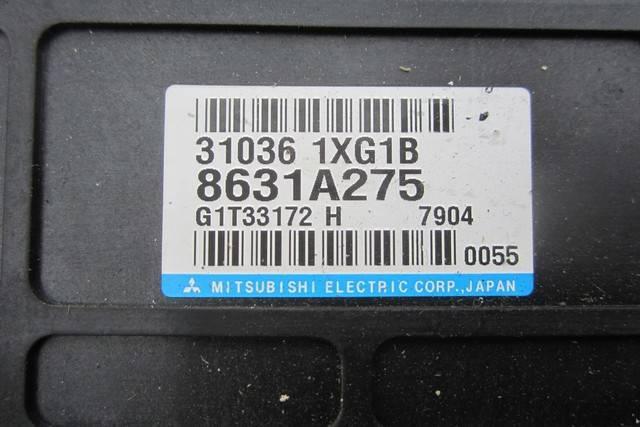 31036 1XG1B
8631A275
G1T33172 H 7904
0055
MITSUBISHI ELECTRIC CORP.,JAPAN